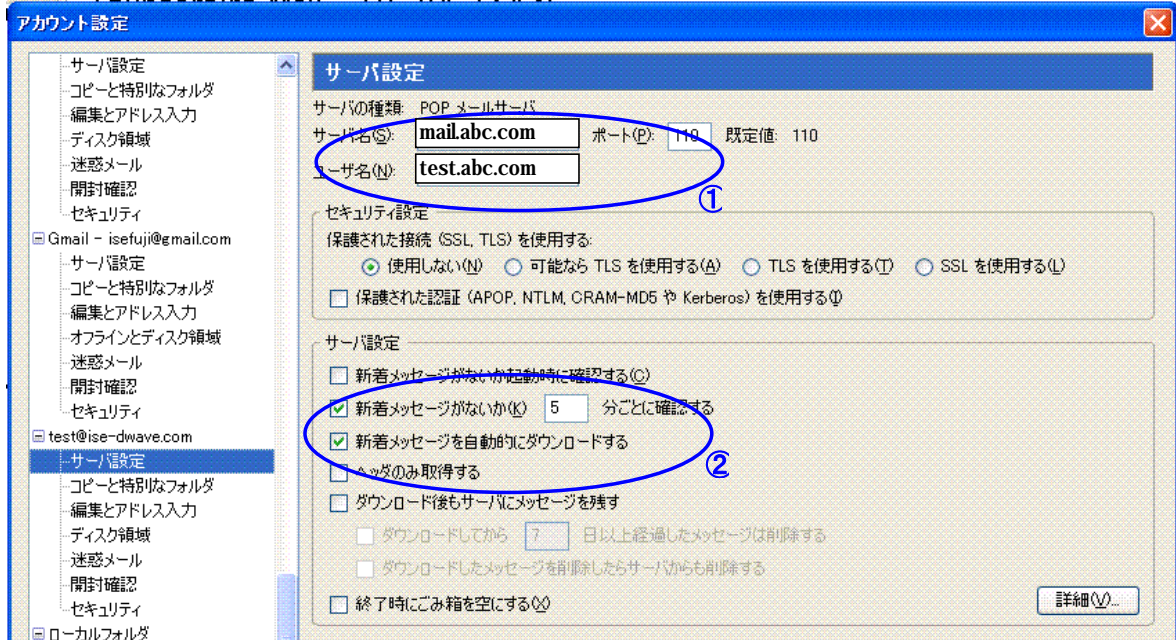 アカウント設定
サーバ設定
コピーと特別なフォルダ
編集とアドレス入力
ディスク領域
迷惑メール
開封確認
セキュリティ
Gmail - isefuji@gmail.com
サーバ設定
コピーと特別なフォルダ
編集とアドレス入力
オフラインとディスク領域
迷惑メール
開封確認
セキュリティ
test@ise-dwave.com
サーバ設定
コピーと特別なフォルダ
編集とアドレス入力
ディスク領域
迷惑メール
開封確認
セキュリティ
ローカルフォルダ
サーバ設定
サーバの種類: POP メールサーバ
サーバ名(S): mail.abc.com ポート(P): 110 既定値: 110
ユーザ名(N): test.abc.com
①
セキュリティ設定
保護された接続 (SSL, TLS) を使用する:
使用しない(N) 可能なら TLS を使用する(A) TLS を使用する(T) SSL を使用する(L)
保護された認証 (APOP, NTLM, CRAM-MD5 や Kerberos) を使用する(I)
サーバ設定
新着メッセージがないか起動時に確認する(C)
新着メッセージがないか(K) 5 分ごとに確認する
新着メッセージを自動的にダウンロードする
②
ヘッダのみ取得する
ダウンロード後もサーバにメッセージを残す
ダウンロードしてから 7 日以上経過したメッセージは削除する
ダウンロードしたメッセージを削除したらサーバからも削除する
終了時にごみ箱を空にする(X)
詳細(V)...